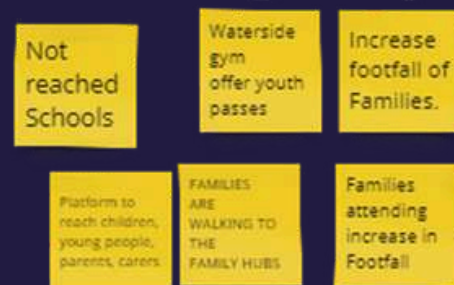 Not
reached
Schools
Waterside
gym
offer youth
passes
Increase
footfall of
Families.
Platform to
reach children,
young people,
parents, carers
FAMILIES
ARE
WALKING TO
THE
FAMILY HUBS
Families
attending
increase in
Footfall